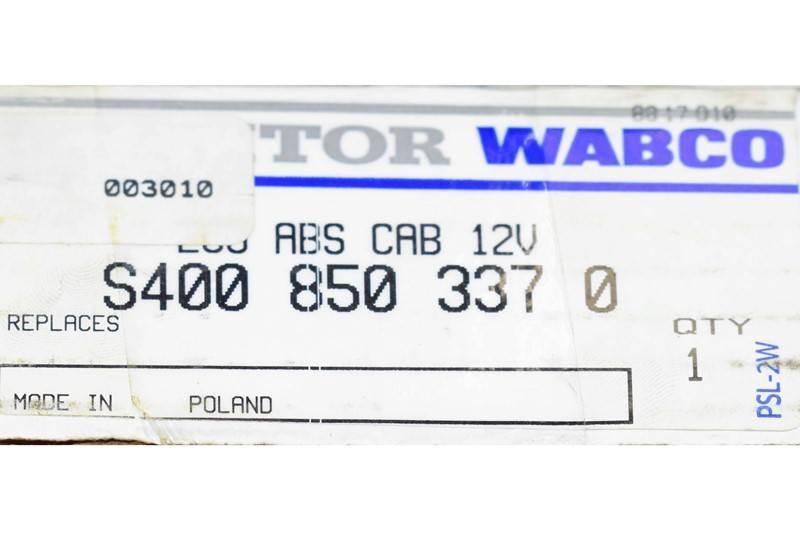 8817010
TOR WABCO
003010
ABS CAB 12V
S400 850 337 0
REPLACES
QTY
1
PSL-2W
MADE IN POLAND